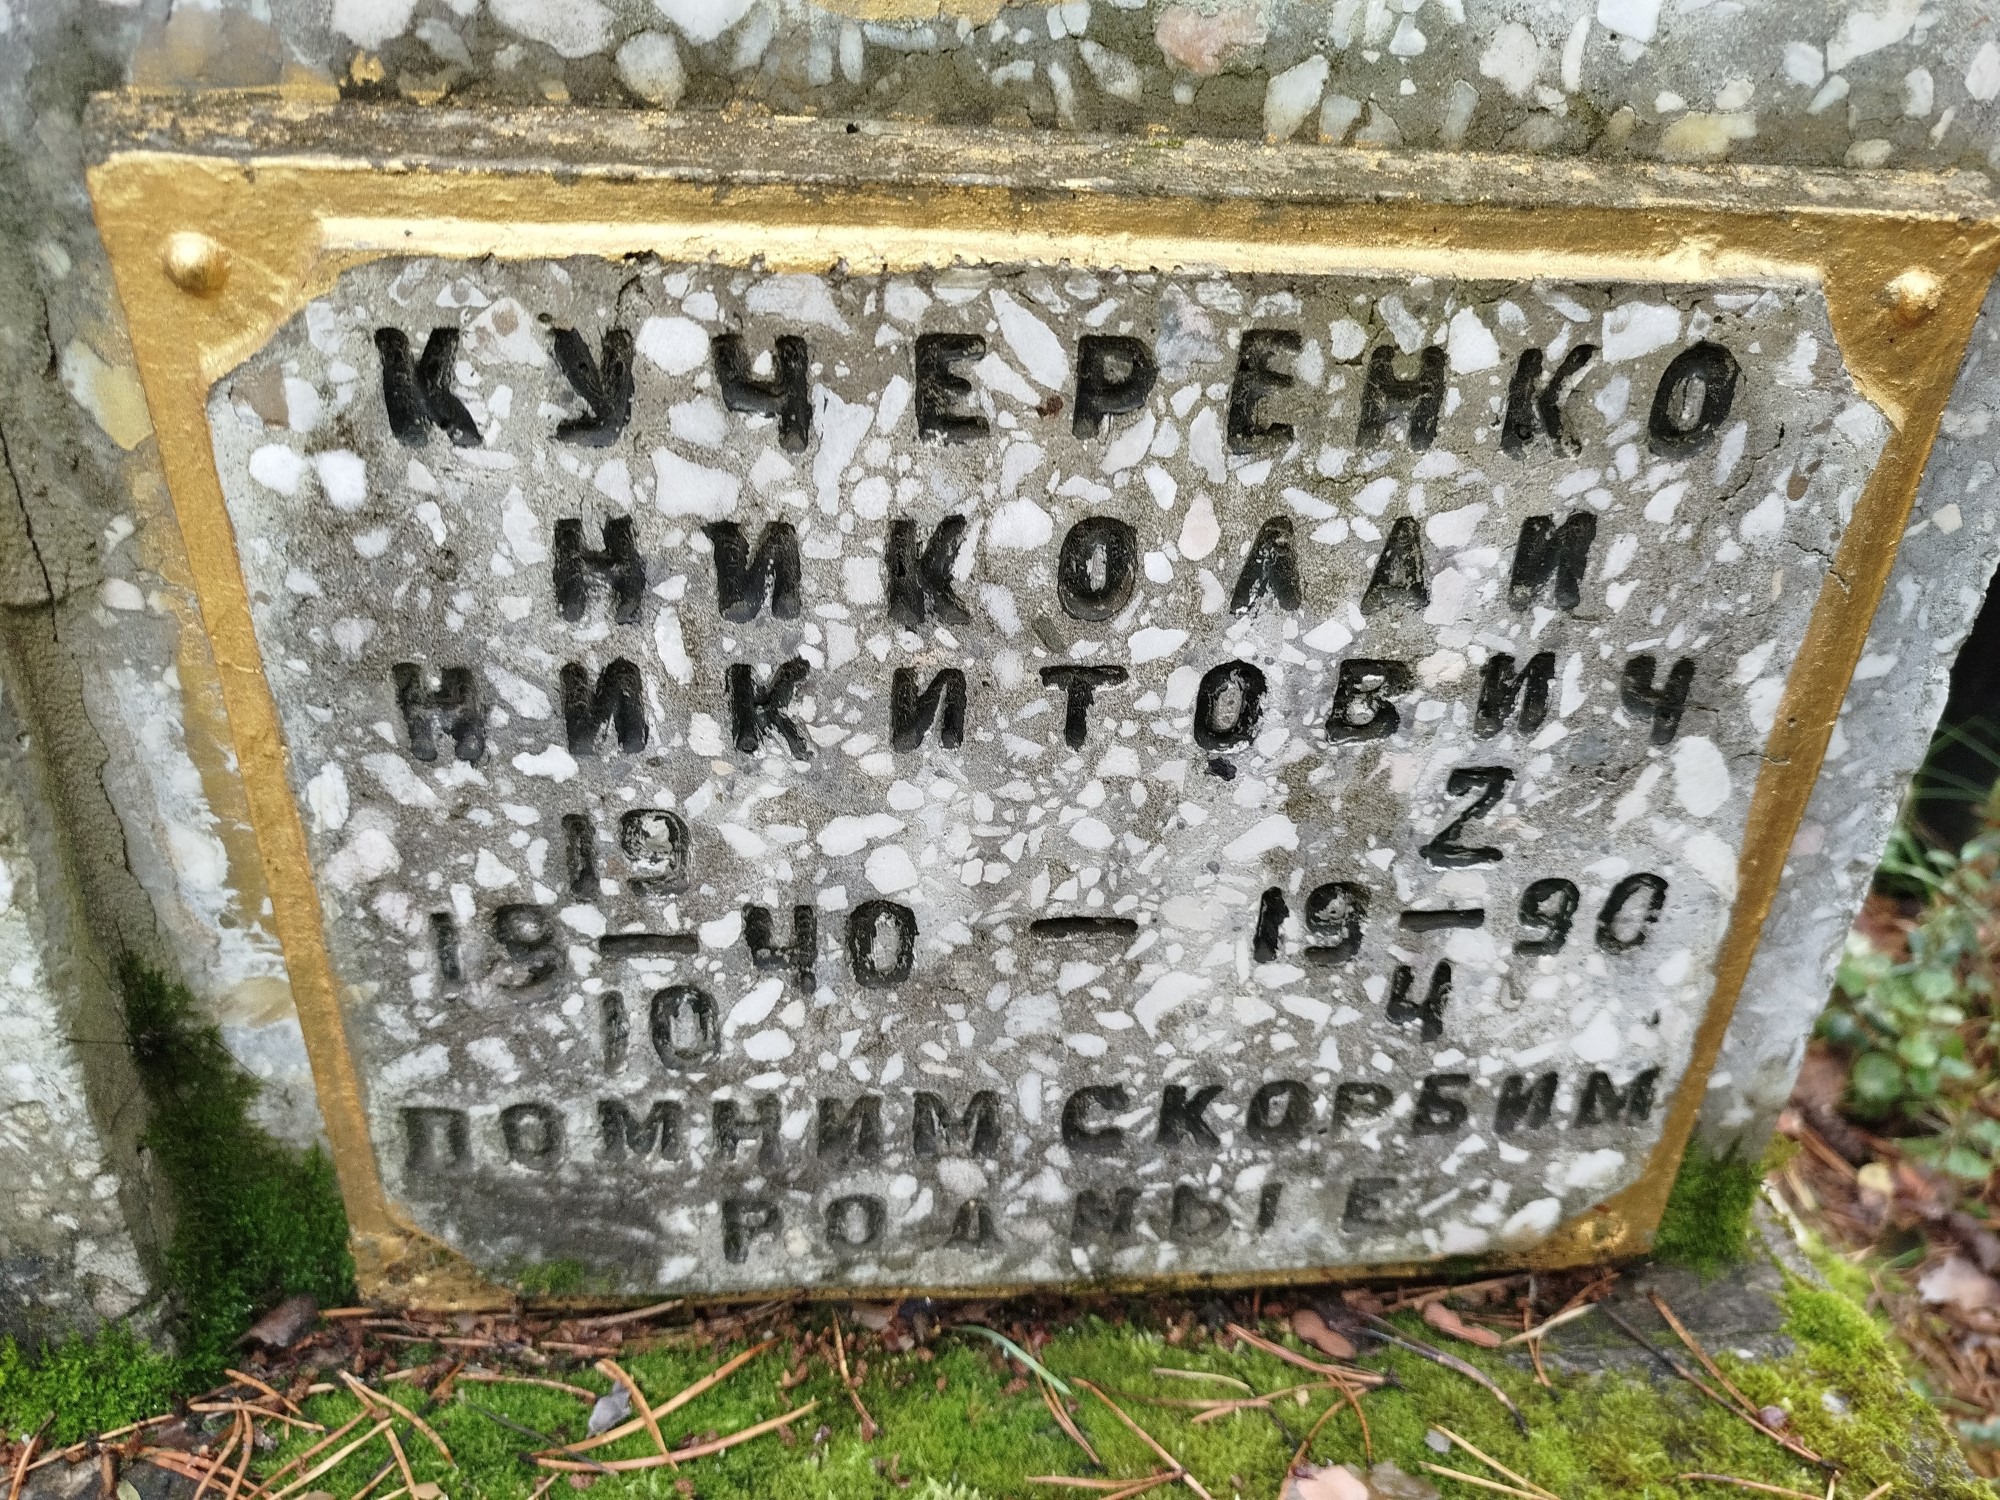 КУЧЕРЕНКО
НИКОЛАИ
НИКИТОВИЧ
19 2
19 — 40 — 19 — 90
10 4
ПОМНИМ СКОРБИМ
РОДНЫЕ